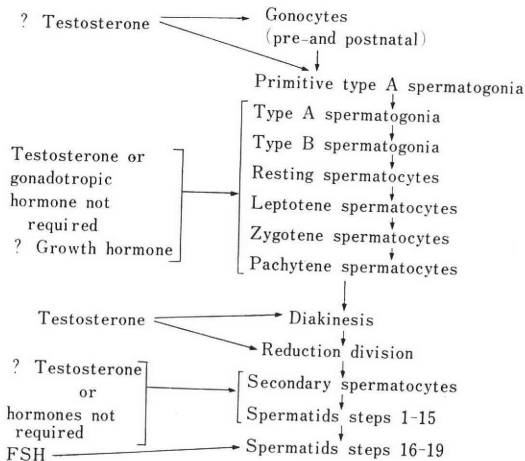 ? Testosterone
Gonocytes
(pre-and postnatal)
Primitive type A spermatogonia
Type A spermatogonia
Type B spermatogonia
Resting spermatocytes
Leptotene spermatocytes
Zygotene spermatocytes
Pachytene spermatocytes
Testosterone or
gonadotropic
hormone not
required
? Growth hormone
Testosterone
Diakinesis
Reduction division
? Testosterone
or
hormones not
required
Secondary spermatocytes
Spermatids steps 1-15
FSH
Spermatids steps 16-19